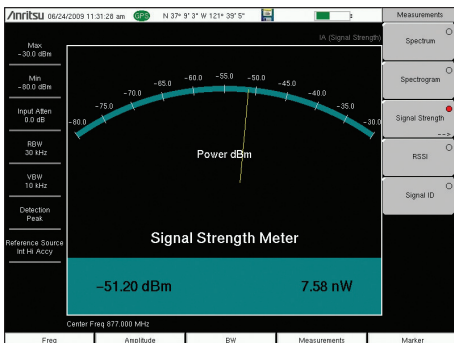 Anritsu 06/24/2009 11:31:28 am GPS N 37° 9' 3" W 121° 39' 5"
Measurements
IA (Signal Strength)
Max
-30.0 dBm
Min
-80.0 dBm
Input Atten
0.0 dB
RBW
30 kHz
VBW
10 kHz
Detection
Peak
Reference Source
Int Hi Accy
-80.0
-75.0
-70.0
-65.0
-60.0
-55.0
-50.0
-45.0
-40.0
-35.0
-30.0
Power dBm
Signal Strength Meter
-51.20 dBm
7.58 nW
Center Freq 877.000 MHz
Spectrum
Spectrogram
Signal Strength
-->
RSSI
Signal ID
Freq
Amplitude
BW
Measurements
Marker